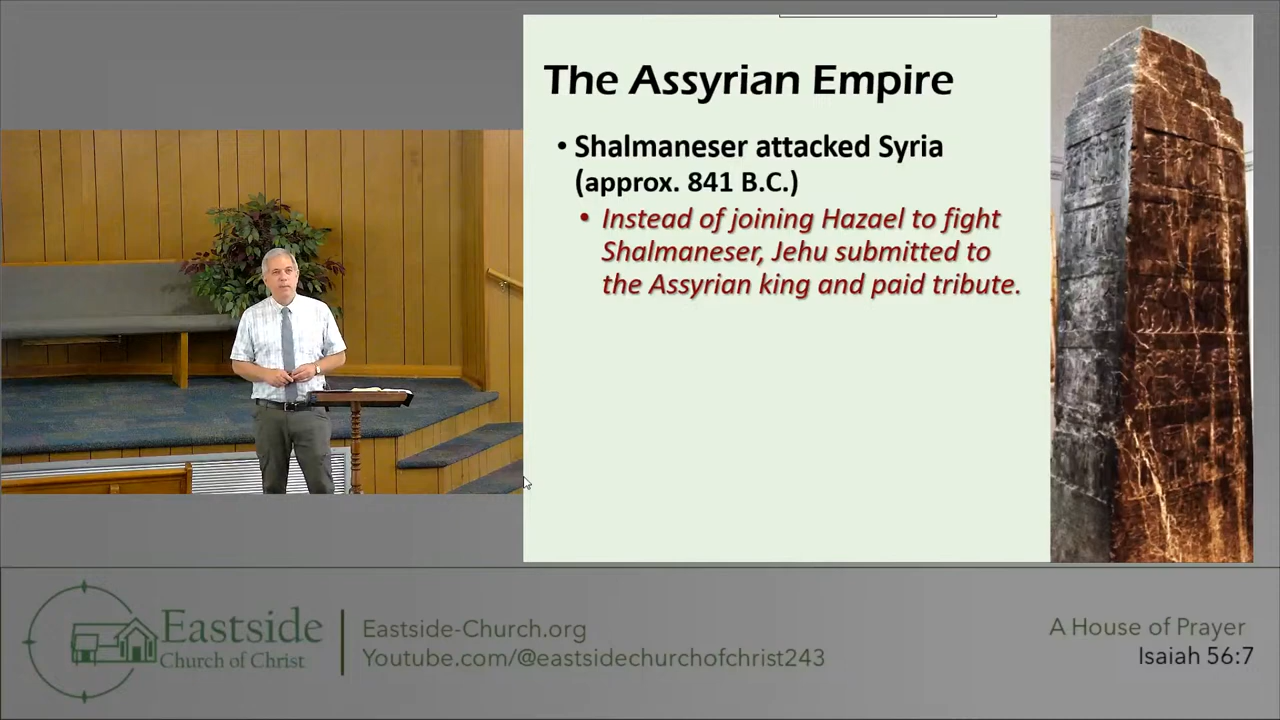 The Assyrian Empire
• Shalmaneser attacked Syria
(approx. 841 B.C.)
• Instead of joining Hazael to fight
Shalmaneser, Jehu submitted to
the Assyrian king and paid tribute.
Eastside
Church of Christ
Eastside-Church.org
Youtube.com/@eastsidechurchofchrist243
A House of Prayer
Isaiah 56:7